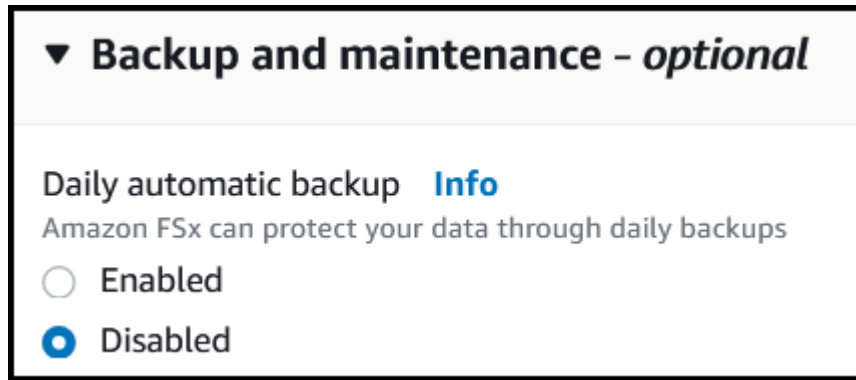 Backup and maintenance - optional
Daily automatic backup Info
Amazon FSx can protect your data through daily backups
Enabled
Disabled